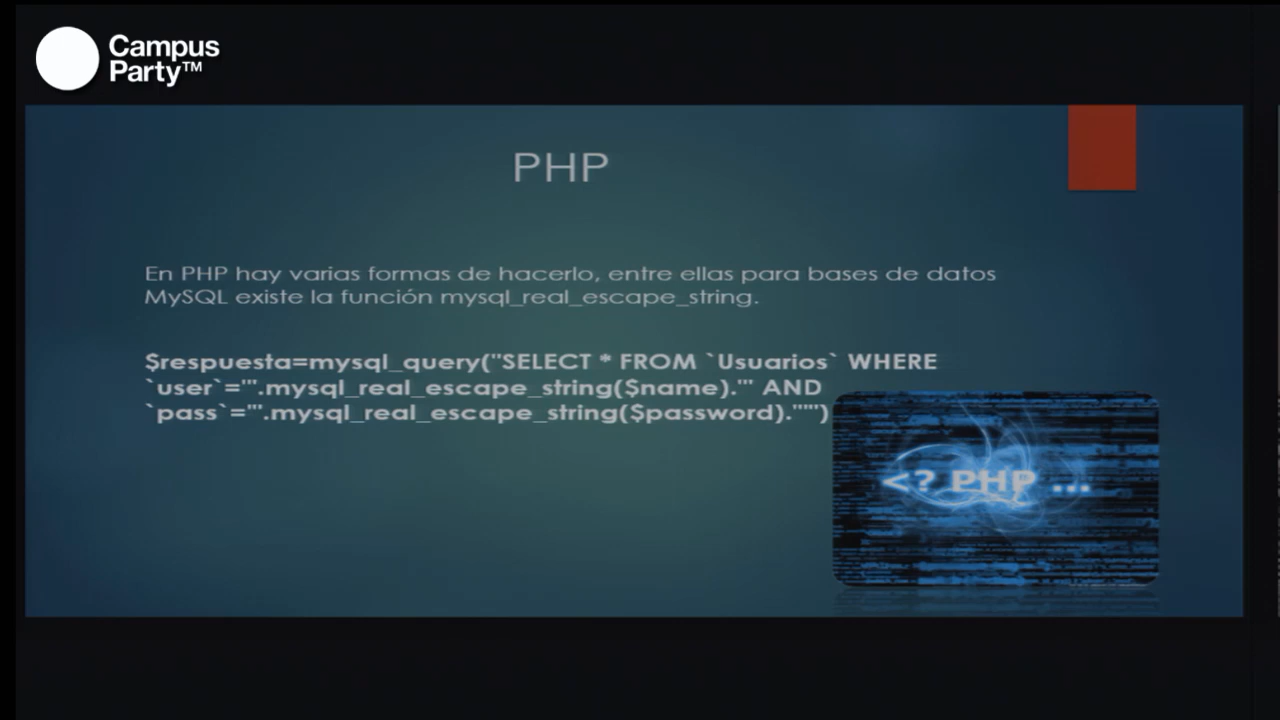 Campus
Party™
PHP
En PHP hay varias formas de hacerlo, entre ellas para bases de datos
MySQL existe la función mysql_real_escape_string.
$respuesta=mysql_query("SELECT * FROM `Usuarios` WHERE
`user`='".mysql_real_escape_string($name)."' AND
`pass`='".mysql_real_escape_string($password)."'")
<? PHP ...